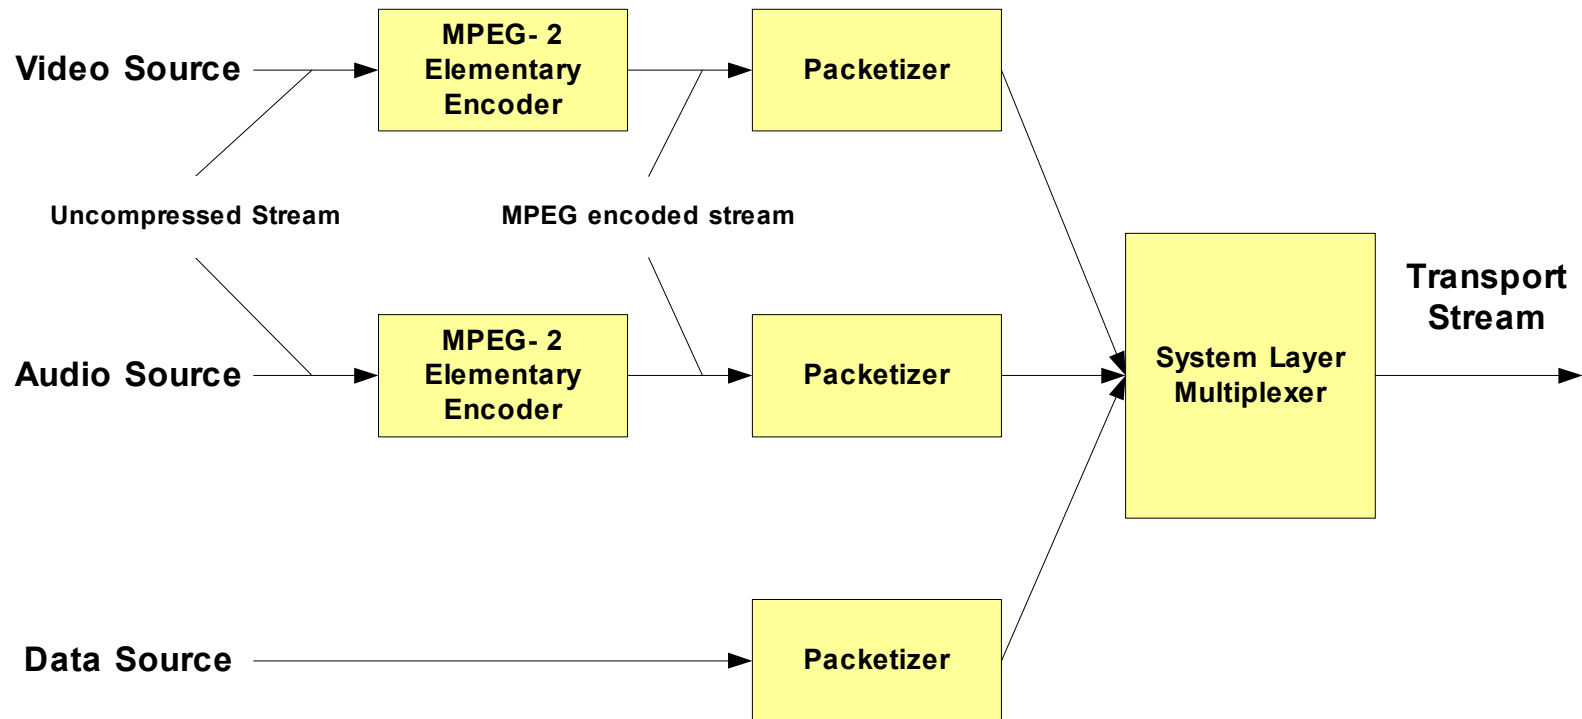 Video Source
MPEG- 2
Elementary
Encoder
Packetizer
Uncompressed Stream
MPEG encoded stream
Audio Source
MPEG- 2
Elementary
Encoder
Packetizer
System Layer
Multiplexer
Transport
Stream
Data Source
Packetizer